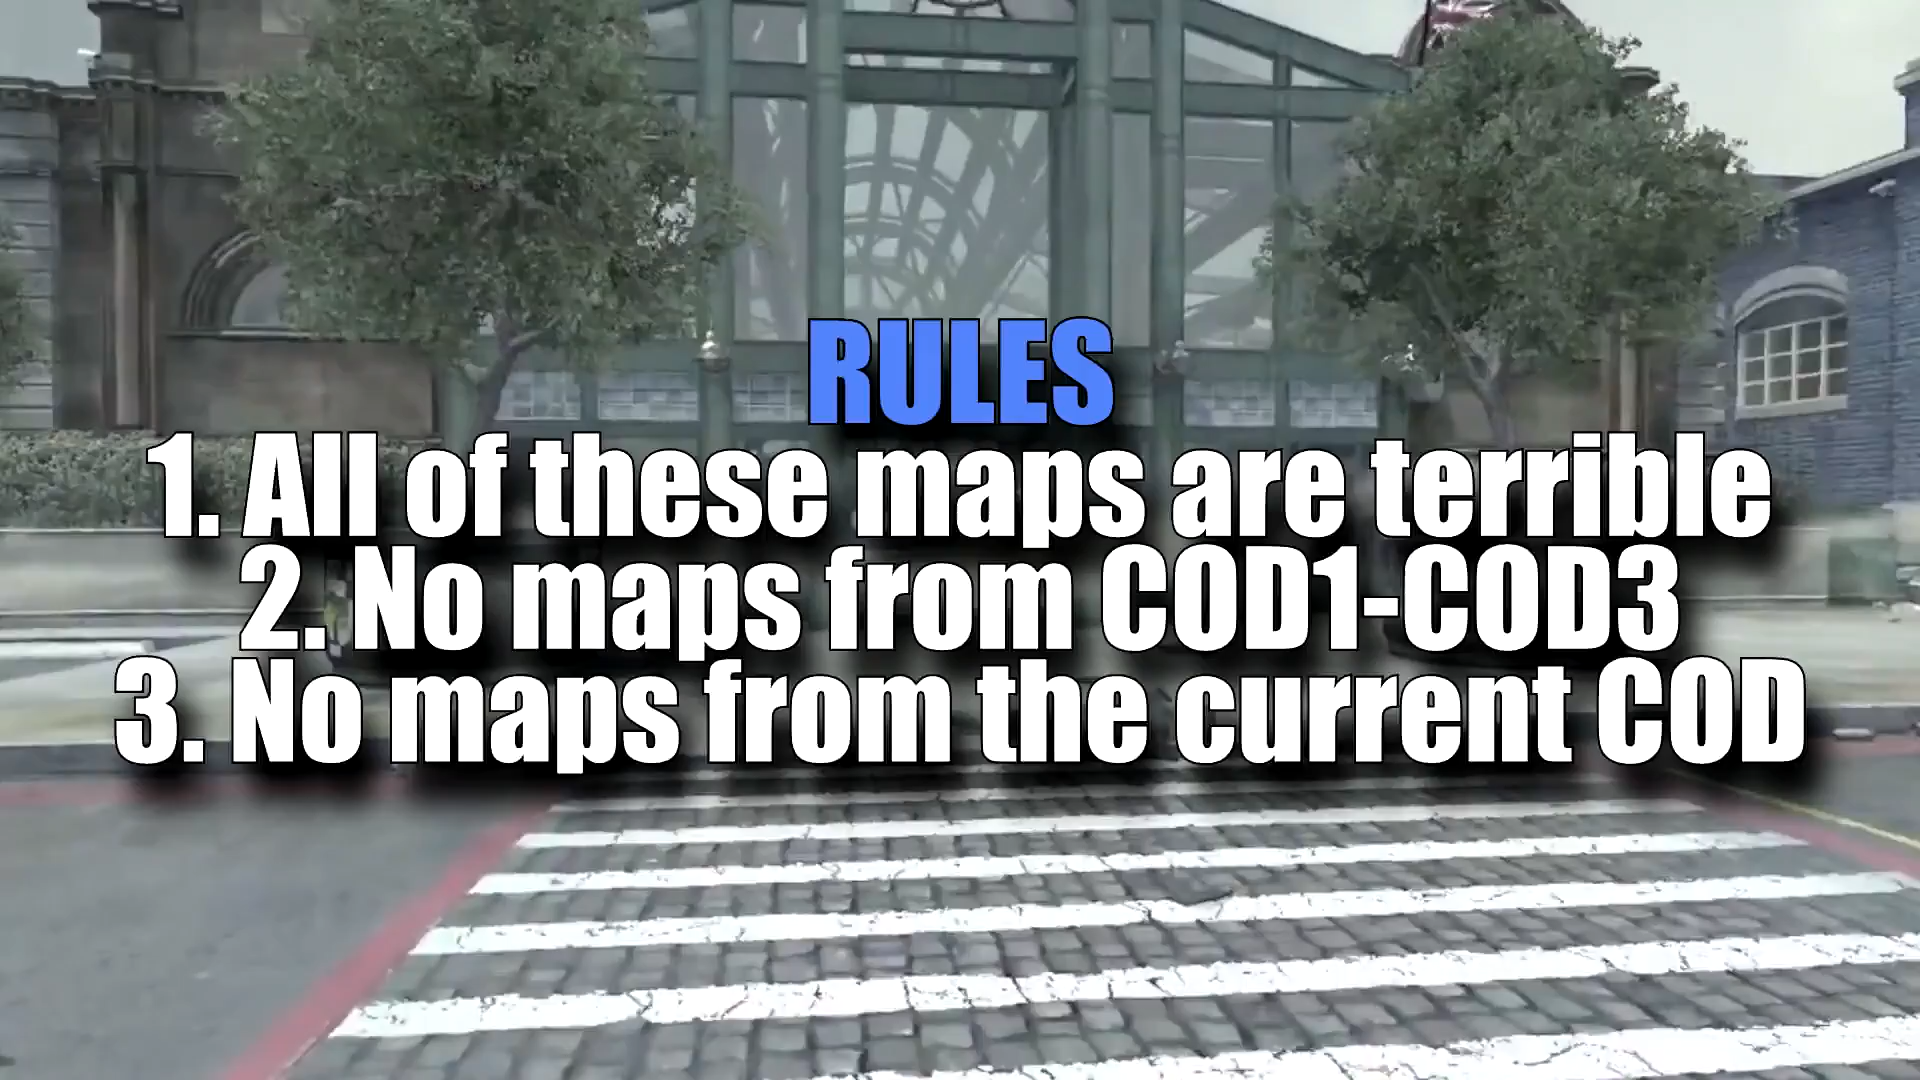 RULES
1. All of these maps are terrible
2. No maps from COD1-COD3
3. No maps from the current COD